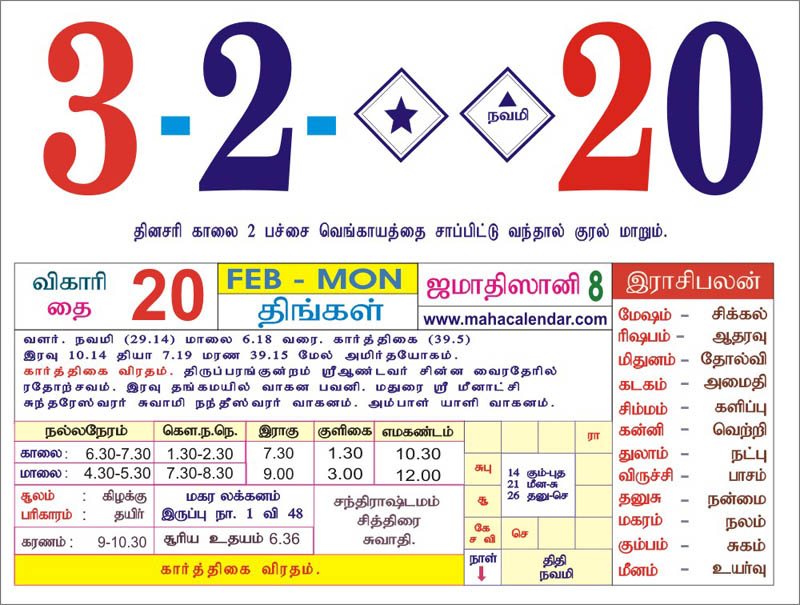 3-2- 20
நவமி
தினசரி காலை 2 பச்சை வெங்காயத்தை சாப்பிட்டு வந்தால் குரல் மாறும்.
விகாரி
தை
20
FEB - MON
திங்கள்
ஜமாதிஸானி 8
www.mahacalendar.com
வளர். நவமி (29.14) மாலை 6.18 வரை. கார்த்திகை (39.5)
இரவு 10.14 தியா 7.19 மரண 39.15 மேல் அமிர்தயோகம்.
கார்த்திகை விரதம். திருப்பரங்குன்றம் ஸ்ரீஆண்டவர் சின்ன வைரதேரில்
ரதோற்சவம். இரவு தங்கமயில் வாகன பவனி. மதுரை ஸ்ரீ மீனாட்சி
சுந்தரேஸ்வரர் சுவாமி நந்தீஸ்வரர் வாகனம். அம்பாள் யாளி வாகனம்.
நல்லநேரம் கௌ.ந.நெ. இராகு குளிகை எமகண்டம்
காலை : 6.30-7.30 1.30-2.30 7.30 1.30 10.30
மாலை : 4.30-5.30 7.30-8.30 9.00 3.00 12.00
சூலம் : கிழக்கு
பரிகாரம் : தயிர்
மகர லக்கனம்
இருப்பு நா. 1 வி 48
கரணம் : 9-10.30
சூரிய உதயம் 6.36
சந்திராஷ்டமம்
சித்திரை
சுவாதி.
கார்த்திகை விரதம்.
ரா
சுபு
சூ
14 கும்-புத
21 மீன-சு
26 தனு-செ
கே
ச வி
செ
நாள்
திதி
நவமி
இராசிபலன்
மேஷம் – சிக்கல்
ரிஷபம் – ஆதரவு
மிதுனம் – தோல்வி
கடகம் – அமைதி
சிம்மம் – களிப்பு
கன்னி – வெற்றி
துலாம் – நட்பு
விருச்சி – பாசம்
தனுசு – நன்மை
மகரம் – நலம்
கும்பம் – சுகம்
மீனம் – உயர்வு